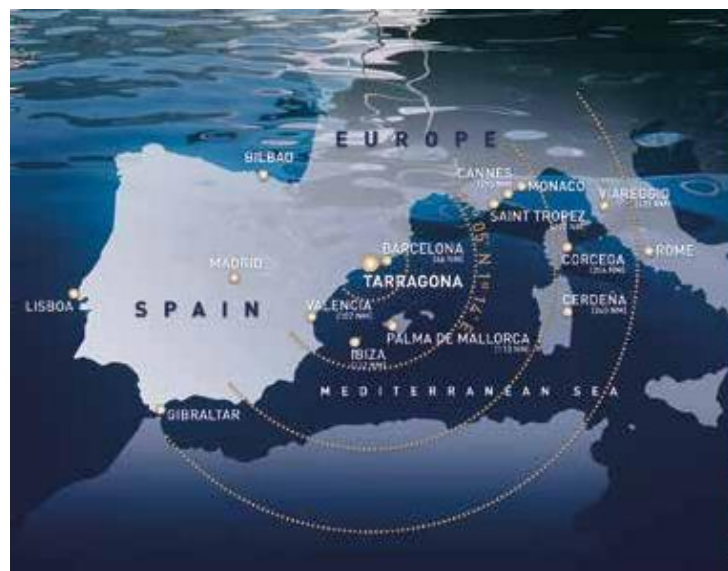 EUROPE
BILBAO
CANNES
MONACO
VIAREGGIO
SAINT TROPEZ
BARCELONA
CORCEGA
ROME
MADRID
TARRAGONA
LISBOA
SPAIN
VALENCIA
CERDEÑA
PALMA DE MALLORCA
IBIZA
MEDITERRANEAN SEA
GIBRALTAR